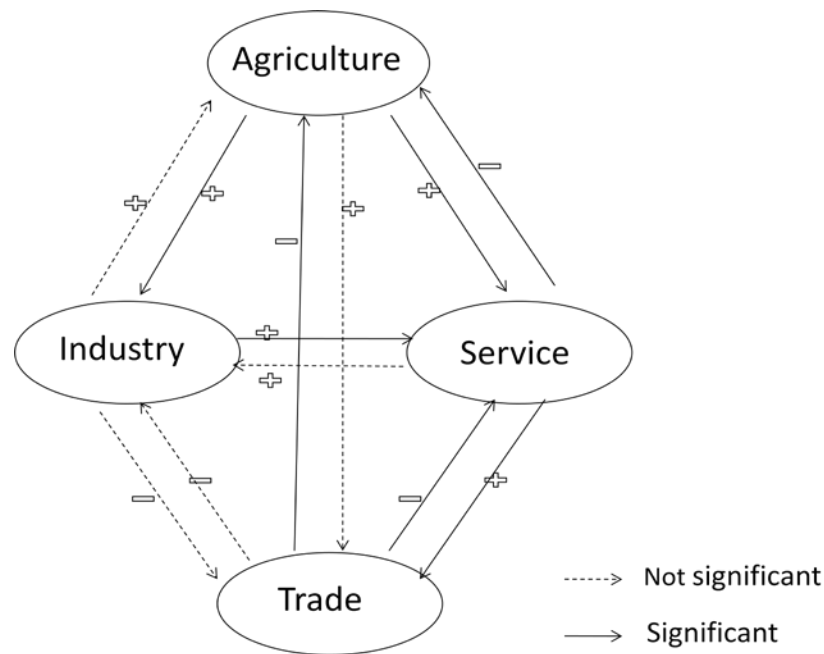 Agriculture
+
+
+
+
−
−
Industry
+
Service
+
−
−
−
+
Trade
Not significant
Significant